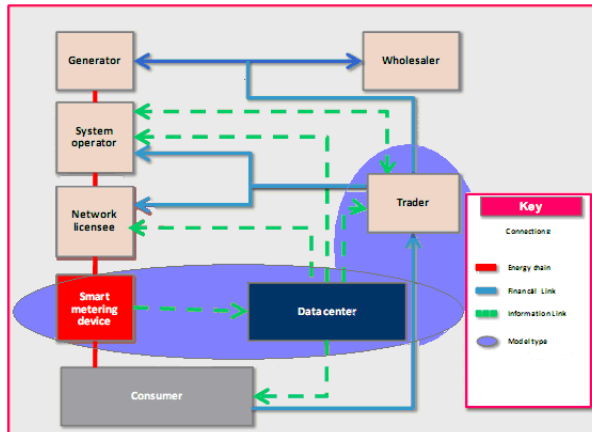 Generator
Wholesaler
System
operator
Network
licensee
Trader
Smart
metering
device
Data center
Consumer
Key
Connections:
Energy chain
Financial Link
Information Link
Model type